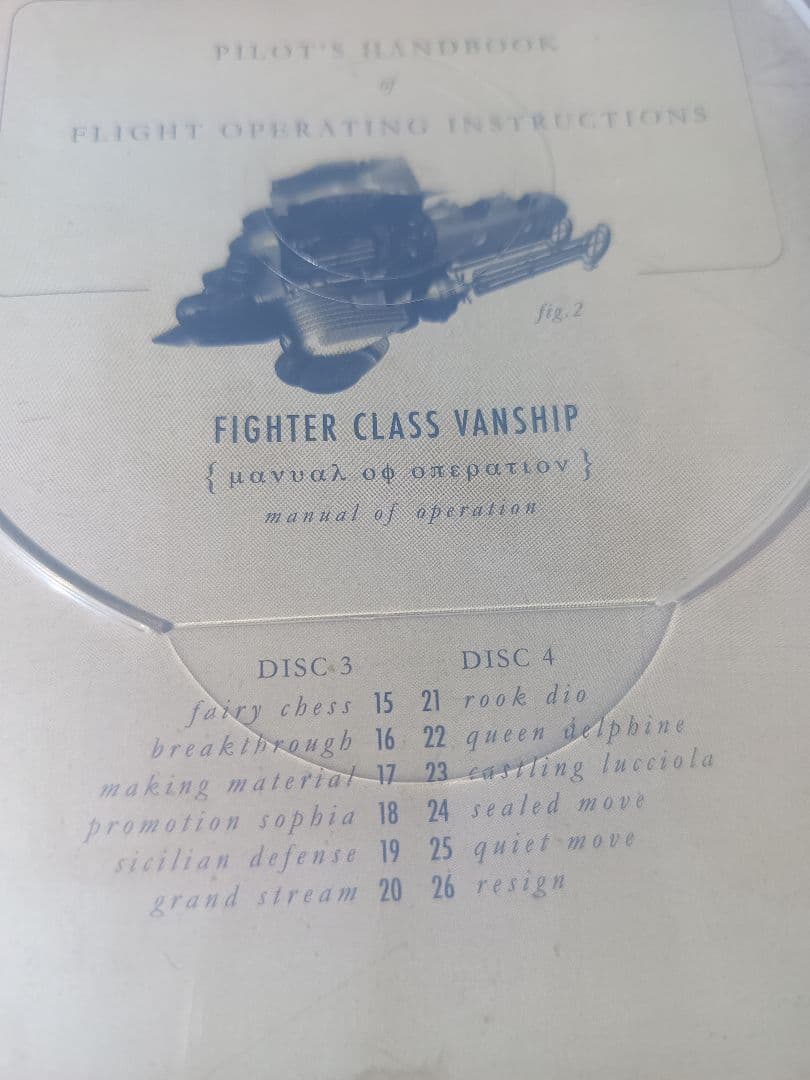 PILOT'S HANDBOOK
of
FLIGHT OPERATING INSTRUCTIONS
fig.2
FIGHTER CLASS VANSHIP
{ μανυαλ οφ οπερατιον }
manual of operation
DISC 3 DISC 4
fairy chess 15 21 rook dio
breakthrough 16 22 queen delphine
making material 17 23 castling lucciola
promotion sophia 18 24 sealed move
sicilian defense 19 25 quiet move
grand stream 20 26 resign